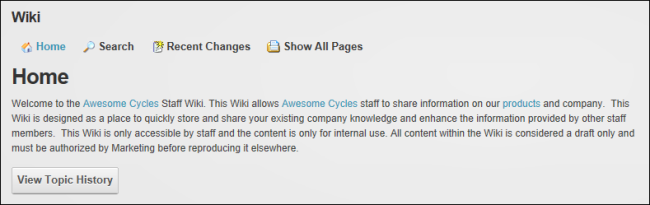 Wiki
Home Search Recent Changes Show All Pages
Home
Welcome to the Awesome Cycles Staff Wiki. This Wiki allows Awesome Cycles staff to share information on our products and company. This
Wiki is designed as a place to quickly store and share your existing company knowledge and enhance the information provided by other staff
members. This Wiki is only accessible by staff and the content is only for internal use. All content within the Wiki is considered a draft only and
must be authorized by Marketing before reproducing it elsewhere.
View Topic History